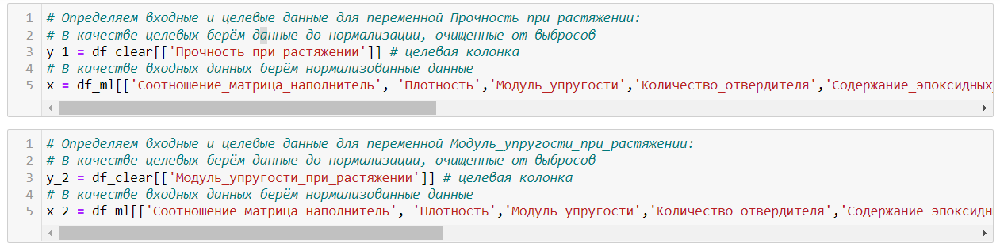 1 # Определяем входные и целевые данные для переменной Прочность_при_растяжении:
2 # В качестве целевых берём данные до нормализации, очищенные от выбросов
3 y_1 = df_clear[['Прочность_при_растяжении']] # целевая колонка
4 # В качестве входных данных берём нормализованные данные
5 x = df_ml[['Соотношение_матрица_наполнитель', 'Плотность','Модуль_упругости','Количество_отвердителя','Содержание_эпоксидных
1 # Определяем входные и целевые данные для переменной Модуль_упругости_при_растяжении:
2 # В качестве целевых берём данные до нормализации, очищенные от выбросов
3 y_2 = df_clear[['Модуль_упругости_при_растяжении']] # целевая колонка
4 # В качестве входных данных берём нормализованные данные
5 x_2 = df_ml[['Соотношение_матрица_наполнитель', 'Плотность','Модуль_упругости','Количество_отвердителя','Содержание_эпоксидн